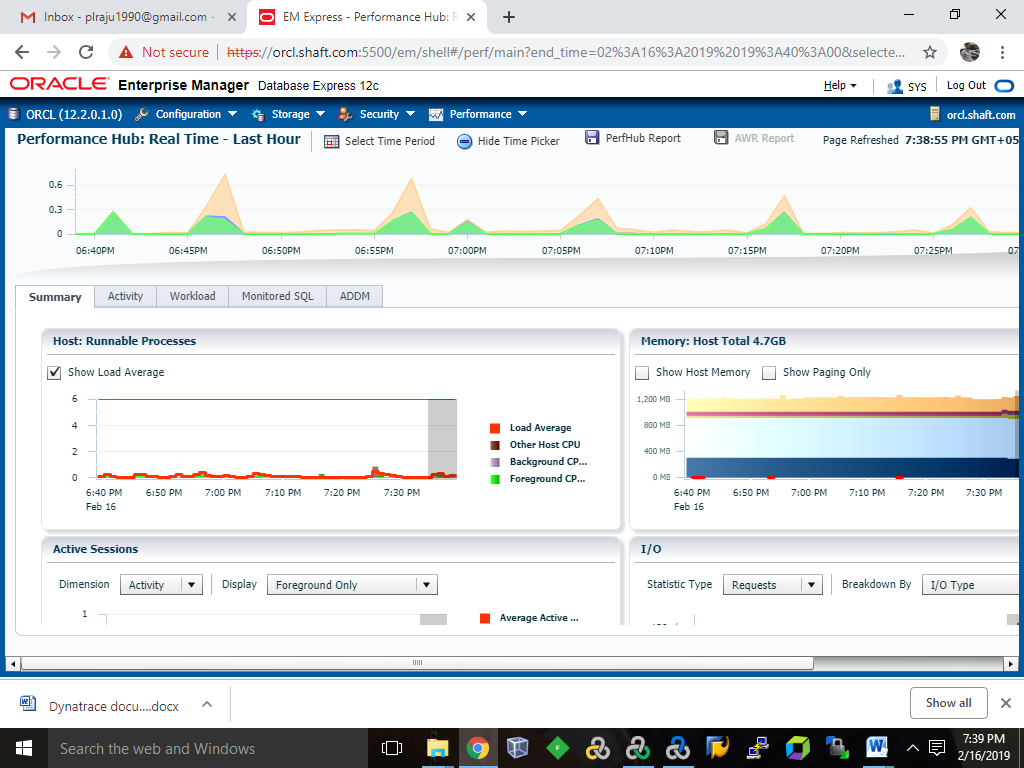 Inbox - plraju1990@gmail.com -
EM Express - Performance Hub: R
Not secure https://orcl.shaft.com:5500/em/shell#/perf/main?end_time=02%3A16%3A2019%2019%3A40%3A00&selecte...
ORACLE Enterprise Manager Database Express 12c Help SYS Log Out
ORCL (12.2.0.1.0) Configuration Storage Security Performance orcl.shaft.com
Performance Hub: Real Time - Last Hour Select Time Period Hide Time Picker PerfHub Report AWR Report Page Refreshed 7:38:55 PM GMT+05
0.6
0.3
0
06:40PM 06:45PM 06:50PM 06:55PM 07:00PM 07:05PM 07:10PM 07:15PM 07:20PM 07:25PM 07
Summary Activity Workload Monitored SQL ADDM
Host: Runnable Processes
Show Load Average
6
4
2
0
6:40 PM 6:50 PM 7:00 PM 7:10 PM 7:20 PM 7:30 PM
Feb 16
Load Average
Other Host CPU
Background CP...
Foreground CP...
Memory: Host Total 4.7GB
Show Host Memory Show Paging Only
1,200 MB
800 MB
400 MB
0 MB
6:40 PM 6:50 PM 7:00 PM 7:10 PM 7:20 PM 7:30 PM
Feb 16
Active Sessions
Dimension Activity Display Foreground Only
1
Average Active ...
I/O
Statistic Type Requests Breakdown By I/O Type
Dynatrace docu....docx
Show all
Search the web and Windows
7:39 PM
2/16/2019